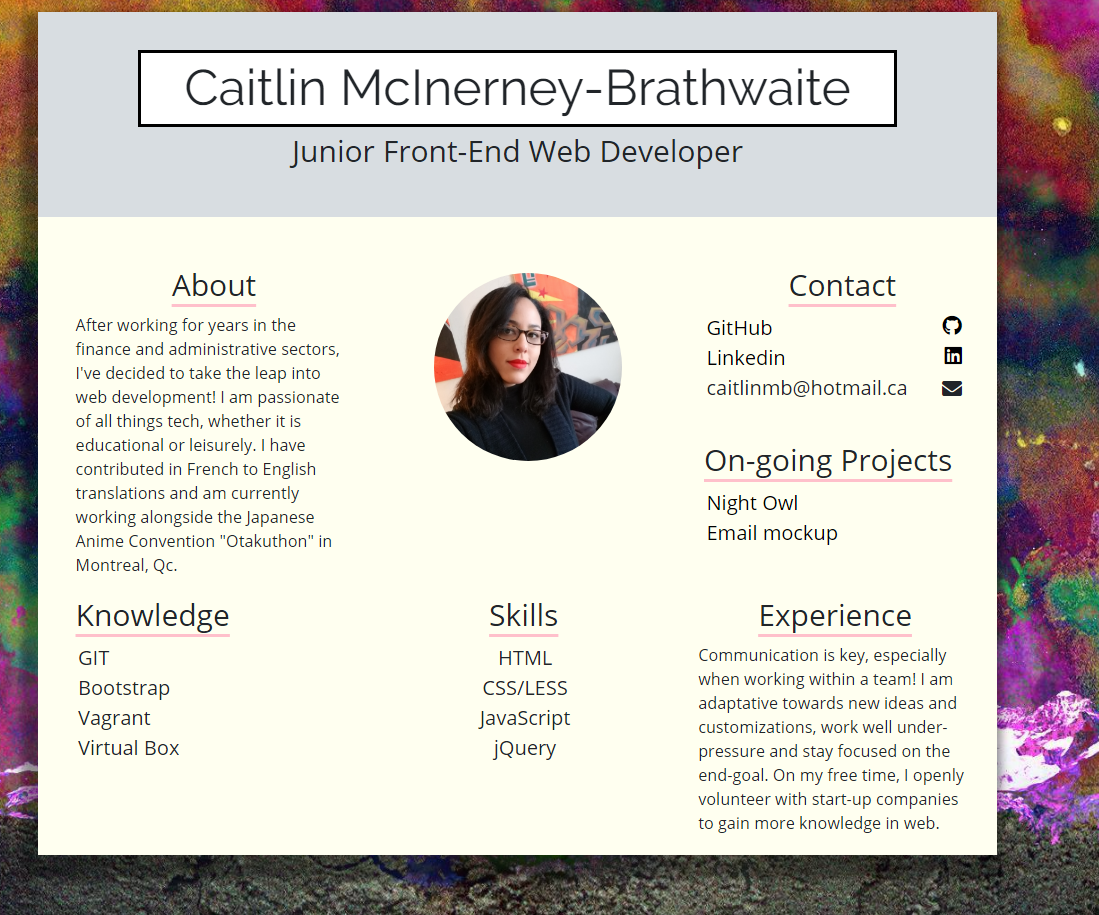 Caitlin McInerney-Brathwaite
Junior Front-End Web Developer
About
After working for years in the
finance and administrative sectors,
I've decided to take the leap into
web development! I am passionate
of all things tech, whether it is
educational or leisurely. I have
contributed in French to English
translations and am currently
working alongside the Japanese
Anime Convention "Otakuthon" in
Montreal, Qc.
Contact
GitHub
Linkedin
caitlinmb@hotmail.ca
On-going Projects
Night Owl
Email mockup
Knowledge
GIT
Bootstrap
Vagrant
Virtual Box
Skills
HTML
CSS/LESS
JavaScript
jQuery
Experience
Communication is key, especially
when working within a team! I am
adaptative towards new ideas and
customizations, work well under-
pressure and stay focused on the
end-goal. On my free time, I openly
volunteer with start-up companies
to gain more knowledge in web.